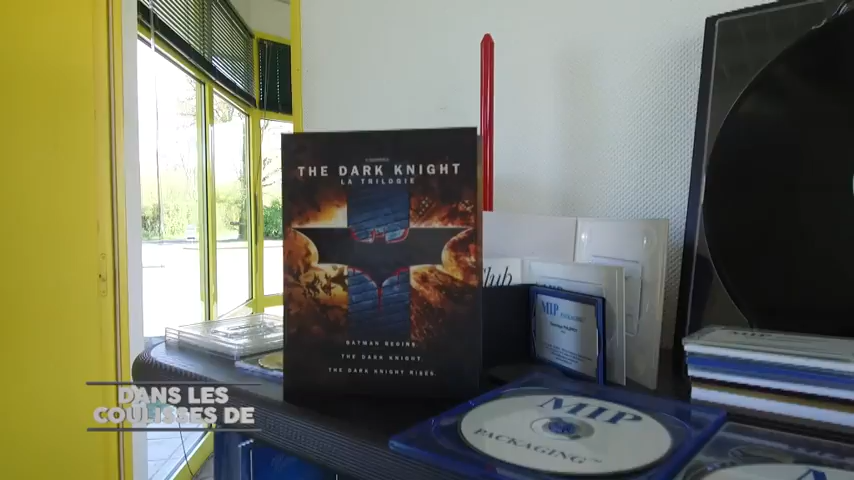 THE DARK KNIGHT
LA TRILOGIE
BATMAN BEGINS
THE DARK KNIGHT
THE DARK KNIGHT RISES
Club
MIP
PACKAGING
MIP
PACKAGING
DANS LES
COULISSES DE